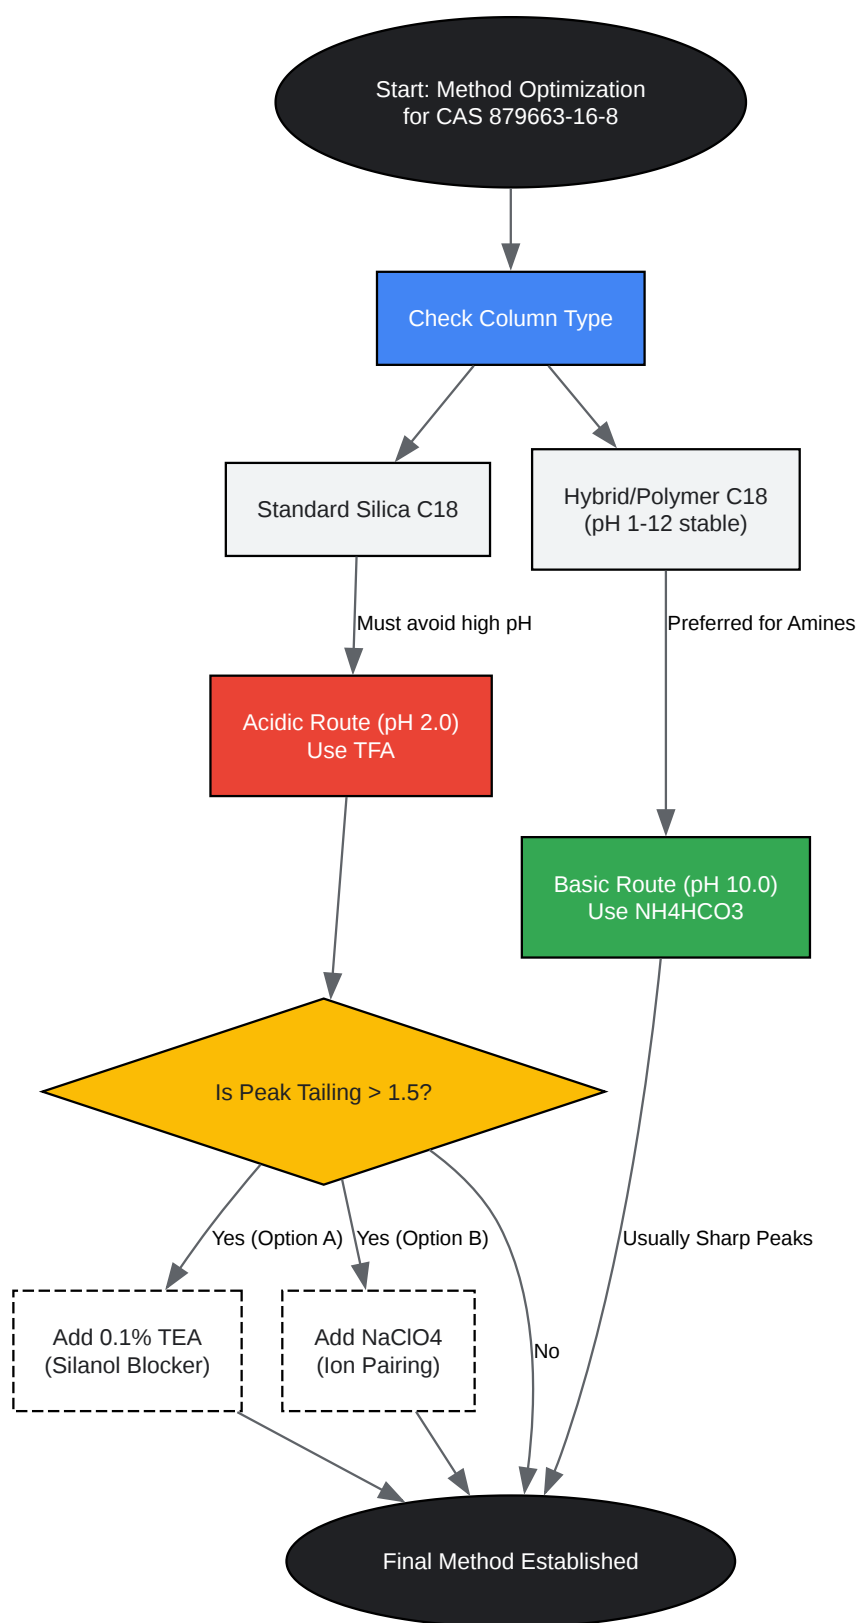 Start: Method Optimization
for CAS 879663-16-8
Check Column Type
Standard Silica C18
Hybrid/Polymer C18
(pH 1-12 stable)
Must avoid high pH
Preferred for Amines
Acidic Route (pH 2.0)
Use TFA
Basic Route (pH 10.0)
Use NH4HCO3
Is Peak Tailing > 1.5?
Yes (Option A)
Yes (Option B)
Usually Sharp Peaks
Add 0.1% TEA
(Silanol Blocker)
Add NaClO4
(Ion Pairing)
No
Final Method Established